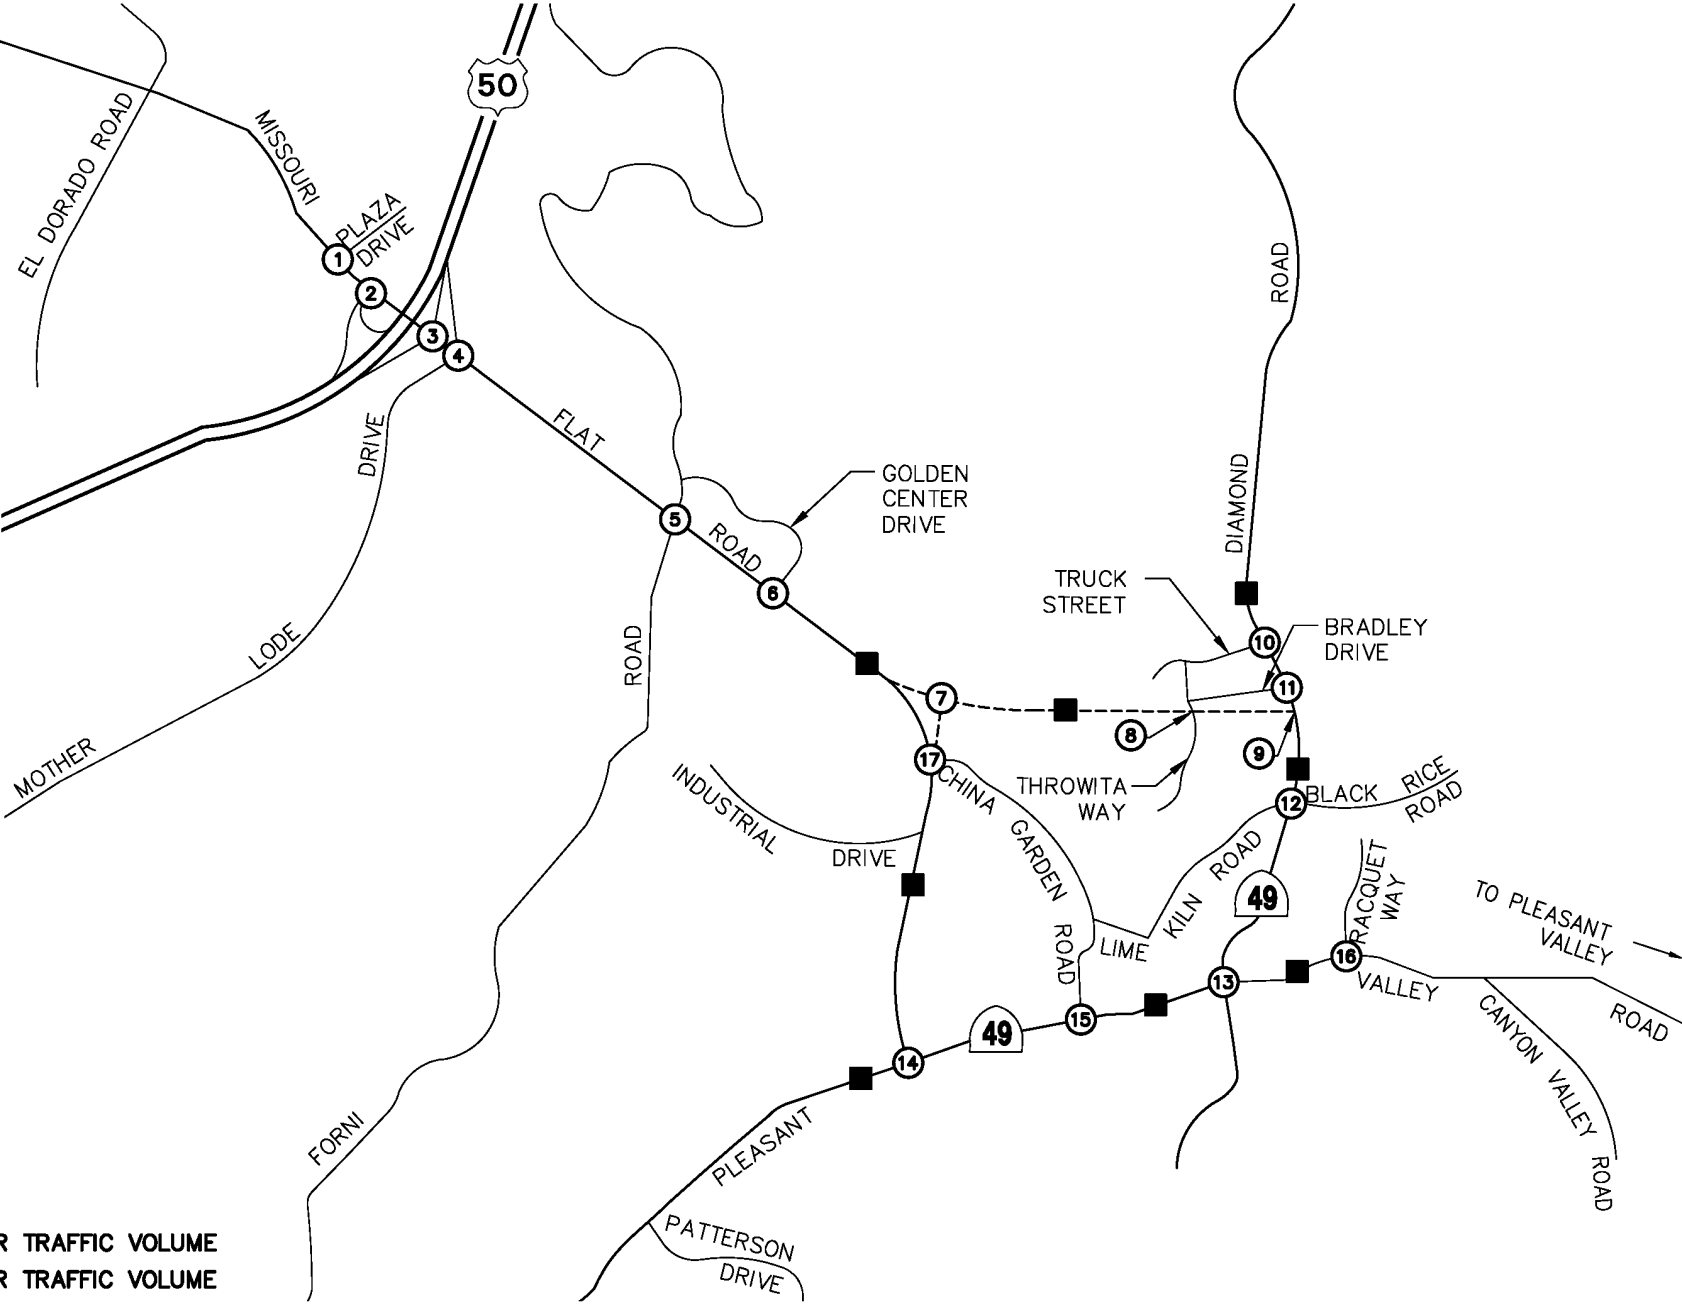 50
EL DORADO ROAD
MISSOURI
PLAZA
DRIVE
1
2
3
4
FLAT
DRIVE
LODE
MOTHER
GOLDEN
CENTER
DRIVE
5
ROAD
6
ROAD
ROAD
DIAMOND
TRUCK
STREET
10
BRADLEY
DRIVE
11
7
8
9
17
THROWITA
WAY
CHINA GARDEN ROAD
INDUSTRIAL
DRIVE
12
BLACK RICE
ROAD
LIME KILN ROAD
49
RACQUET
WAY
TO PLEASANT
VALLEY
16
13
VALLEY
ROAD
CANYON VALLEY ROAD
15
49
14
PLEASANT
FORNI
PATTERSON
DRIVE
R TRAFFIC VOLUME
R TRAFFIC VOLUME